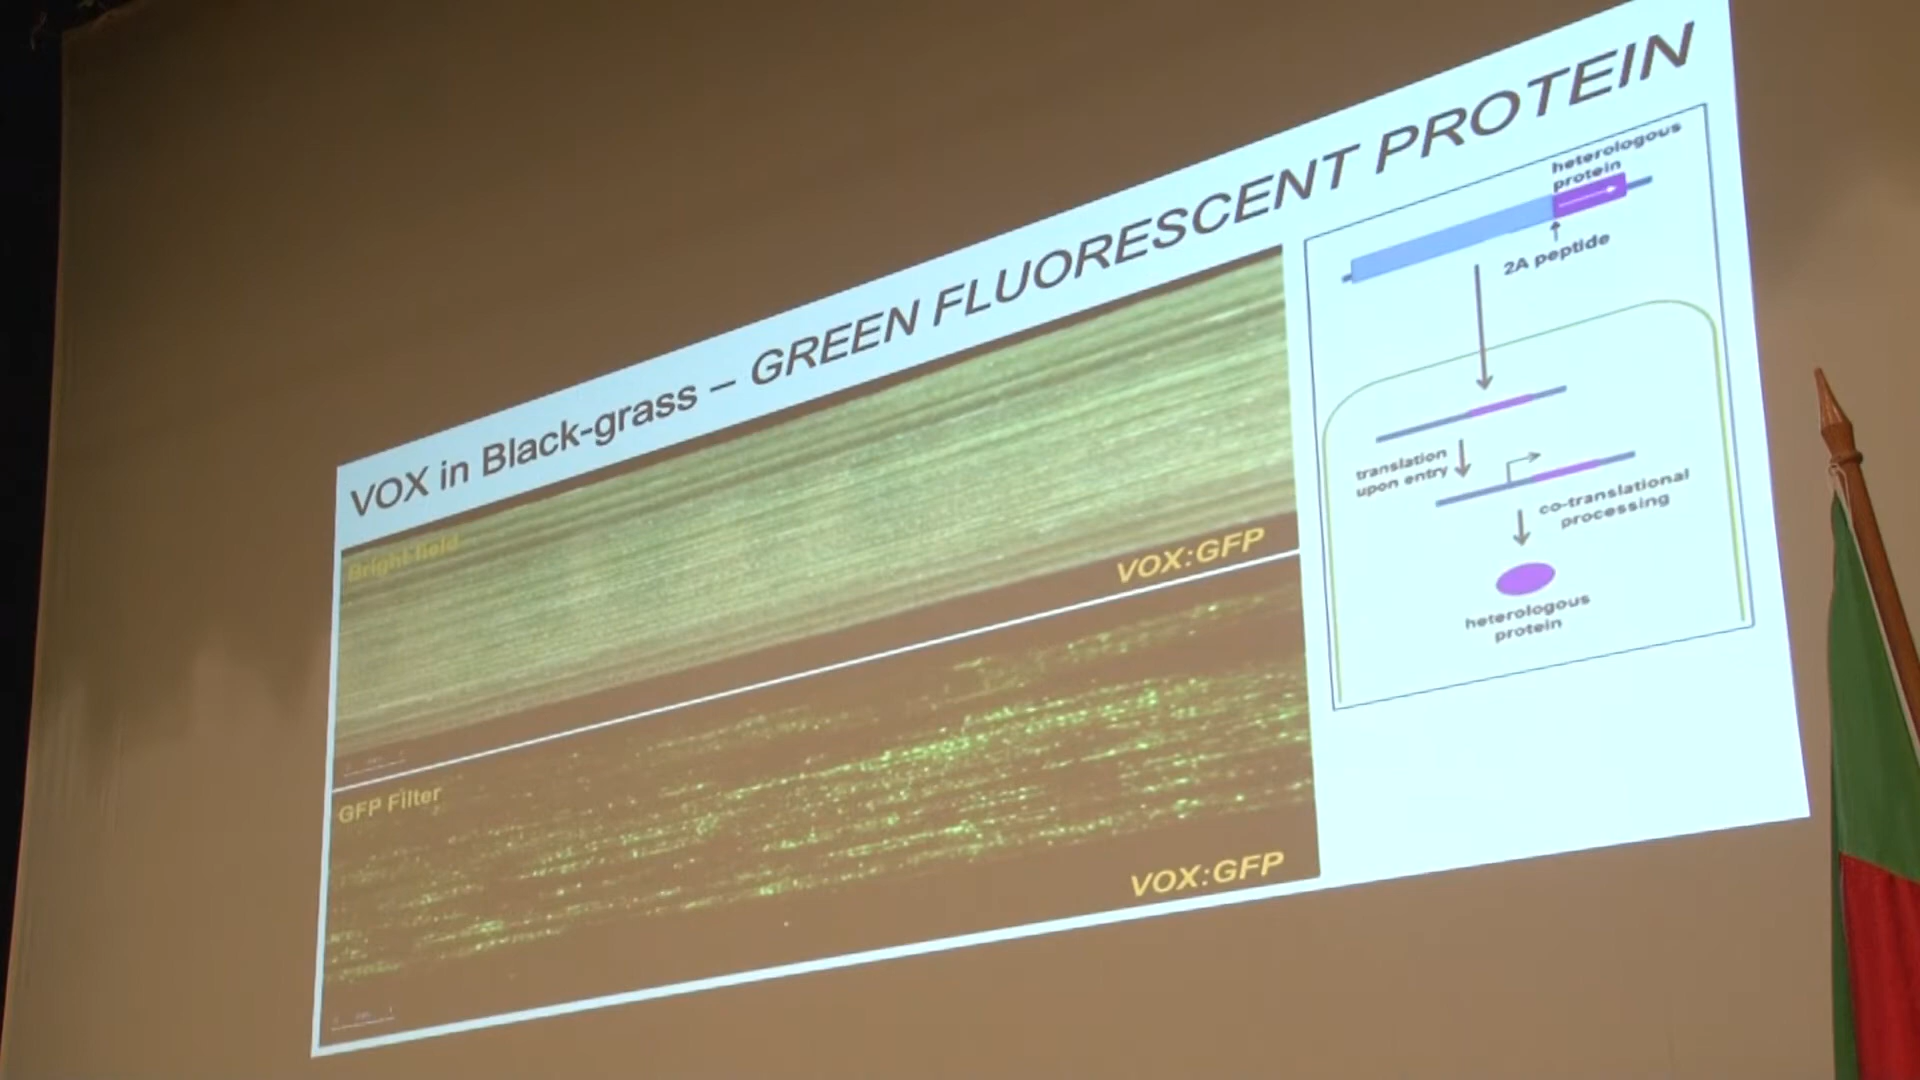 VOX in Black-grass – GREEN FLUORESCENT PROTEIN
Bright field
VOX:GFP
GFP Filter
VOX:GFP
heterologous
protein
2A peptide
translation
upon entry
co-translational
processing
heterologous
protein